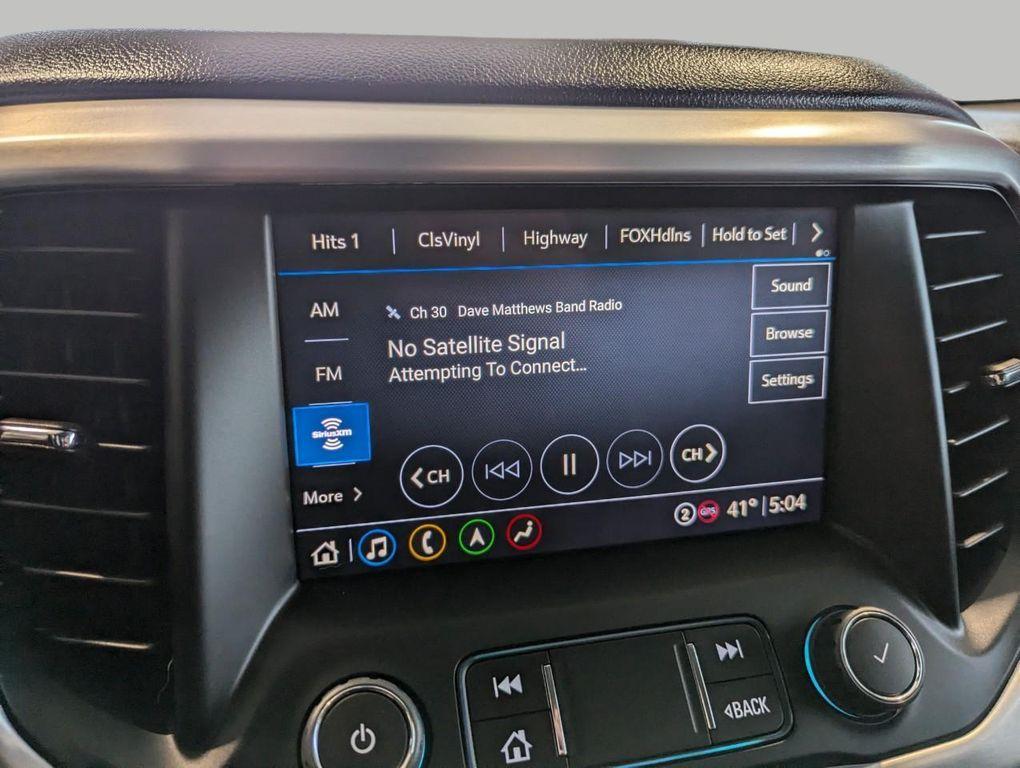 Hits 1 ClsVinyl Highway FOXHdlns Hold to Set
AM
Ch 30 Dave Matthews Band Radio
Sound
No Satellite Signal
Browse
FM
Attempting To Connect...
Settings
SiriusXM
<CH
CH>
More >
2 GPS 41° 5:04
BACK